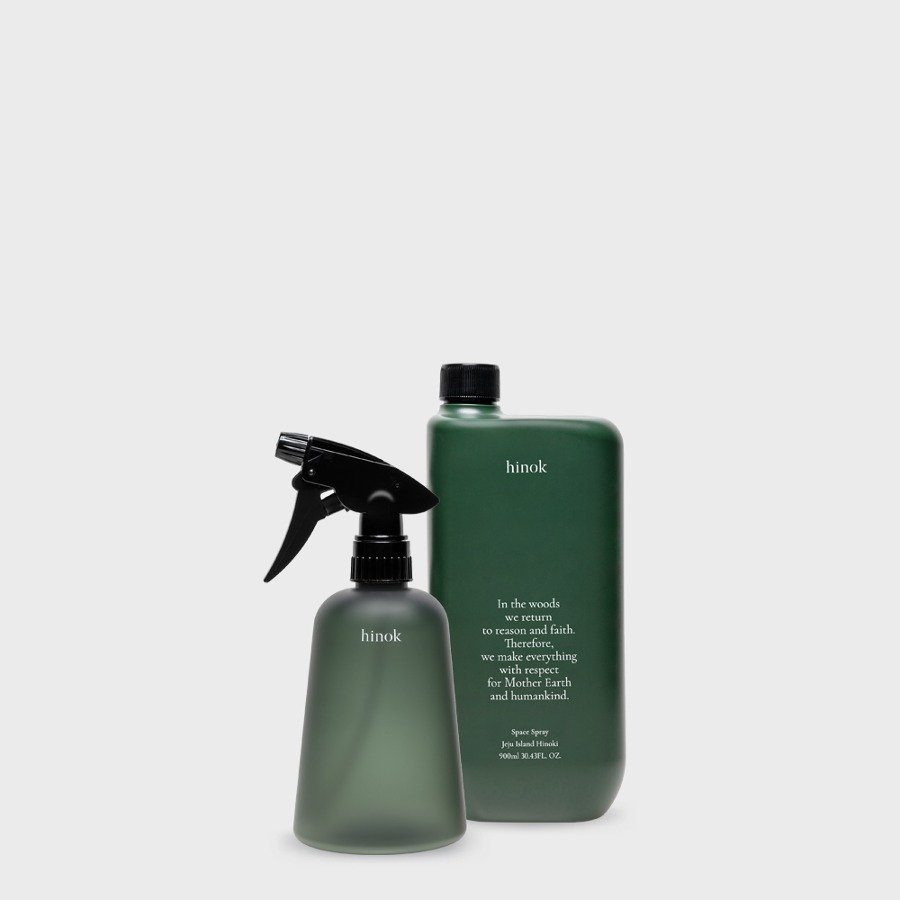 hinok
In the woods
we return
to reason and faith.
Therefore,
we make everything
with respect
for Mother Earth
and humankind.
Space Spray
Jeju Island Hinoki
900ml 30.43FL. OZ.
hinok